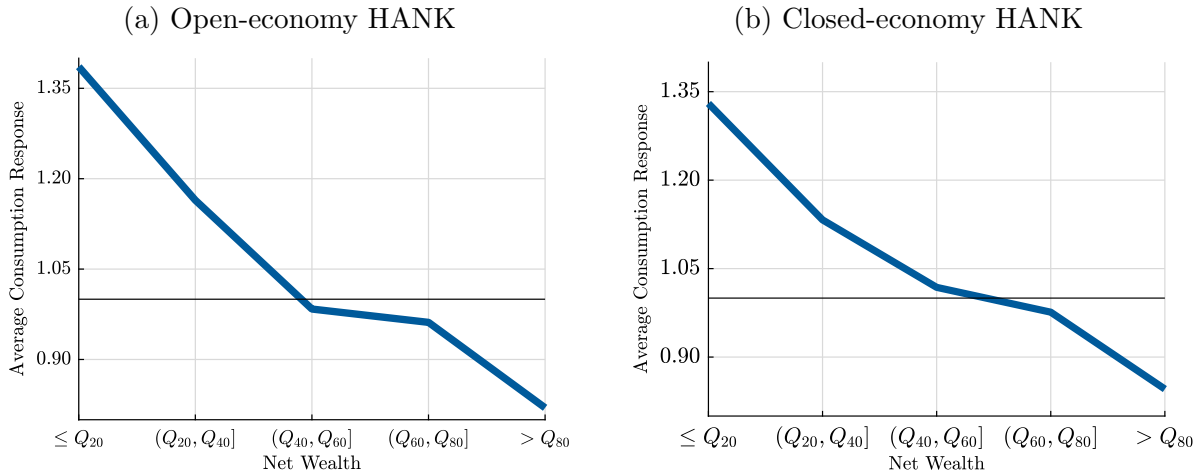 (a) Open-economy HANK
Average Consumption Response
1.35
1.20
1.05
0.90
≤ Q20 (Q20, Q40] (Q40, Q60] (Q60, Q80] > Q80
Net Wealth
(b) Closed-economy HANK
Average Consumption Response
1.35
1.20
1.05
0.90
≤ Q20 (Q20, Q40] (Q40, Q60] (Q60, Q80] > Q80
Net Wealth